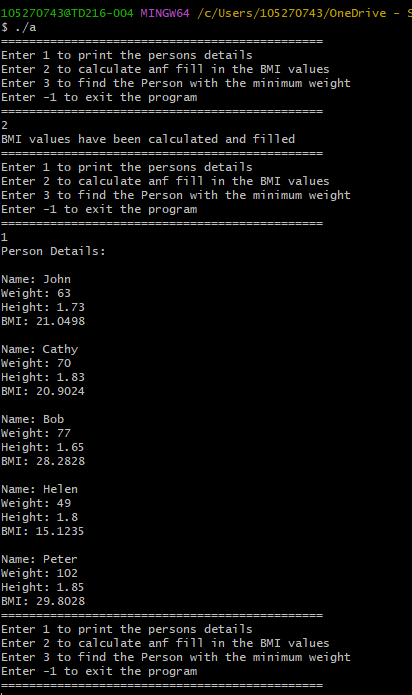 105270743@TD216-004 MINGW64 /c/Users/105270743/OneDrive - S
$ ./a
==============================================
Enter 1 to print the persons details
Enter 2 to calculate anf fill in the BMI values
Enter 3 to find the Person with the minimum weight
Enter -1 to exit the program
==============================================
2
BMI values have been calculated and filled
==============================================
Enter 1 to print the persons details
Enter 2 to calculate anf fill in the BMI values
Enter 3 to find the Person with the minimum weight
Enter -1 to exit the program
==============================================
1
Person Details:
Name: John
Weight: 63
Height: 1.73
BMI: 21.0498
Name: Cathy
Weight: 70
Height: 1.83
BMI: 20.9024
Name: Bob
Weight: 77
Height: 1.65
BMI: 28.2828
Name: Helen
Weight: 49
Height: 1.8
BMI: 15.1235
Name: Peter
Weight: 102
Height: 1.85
BMI: 29.8028
==============================================
Enter 1 to print the persons details
Enter 2 to calculate anf fill in the BMI values
Enter 3 to find the Person with the minimum weight
Enter -1 to exit the program
==============================================